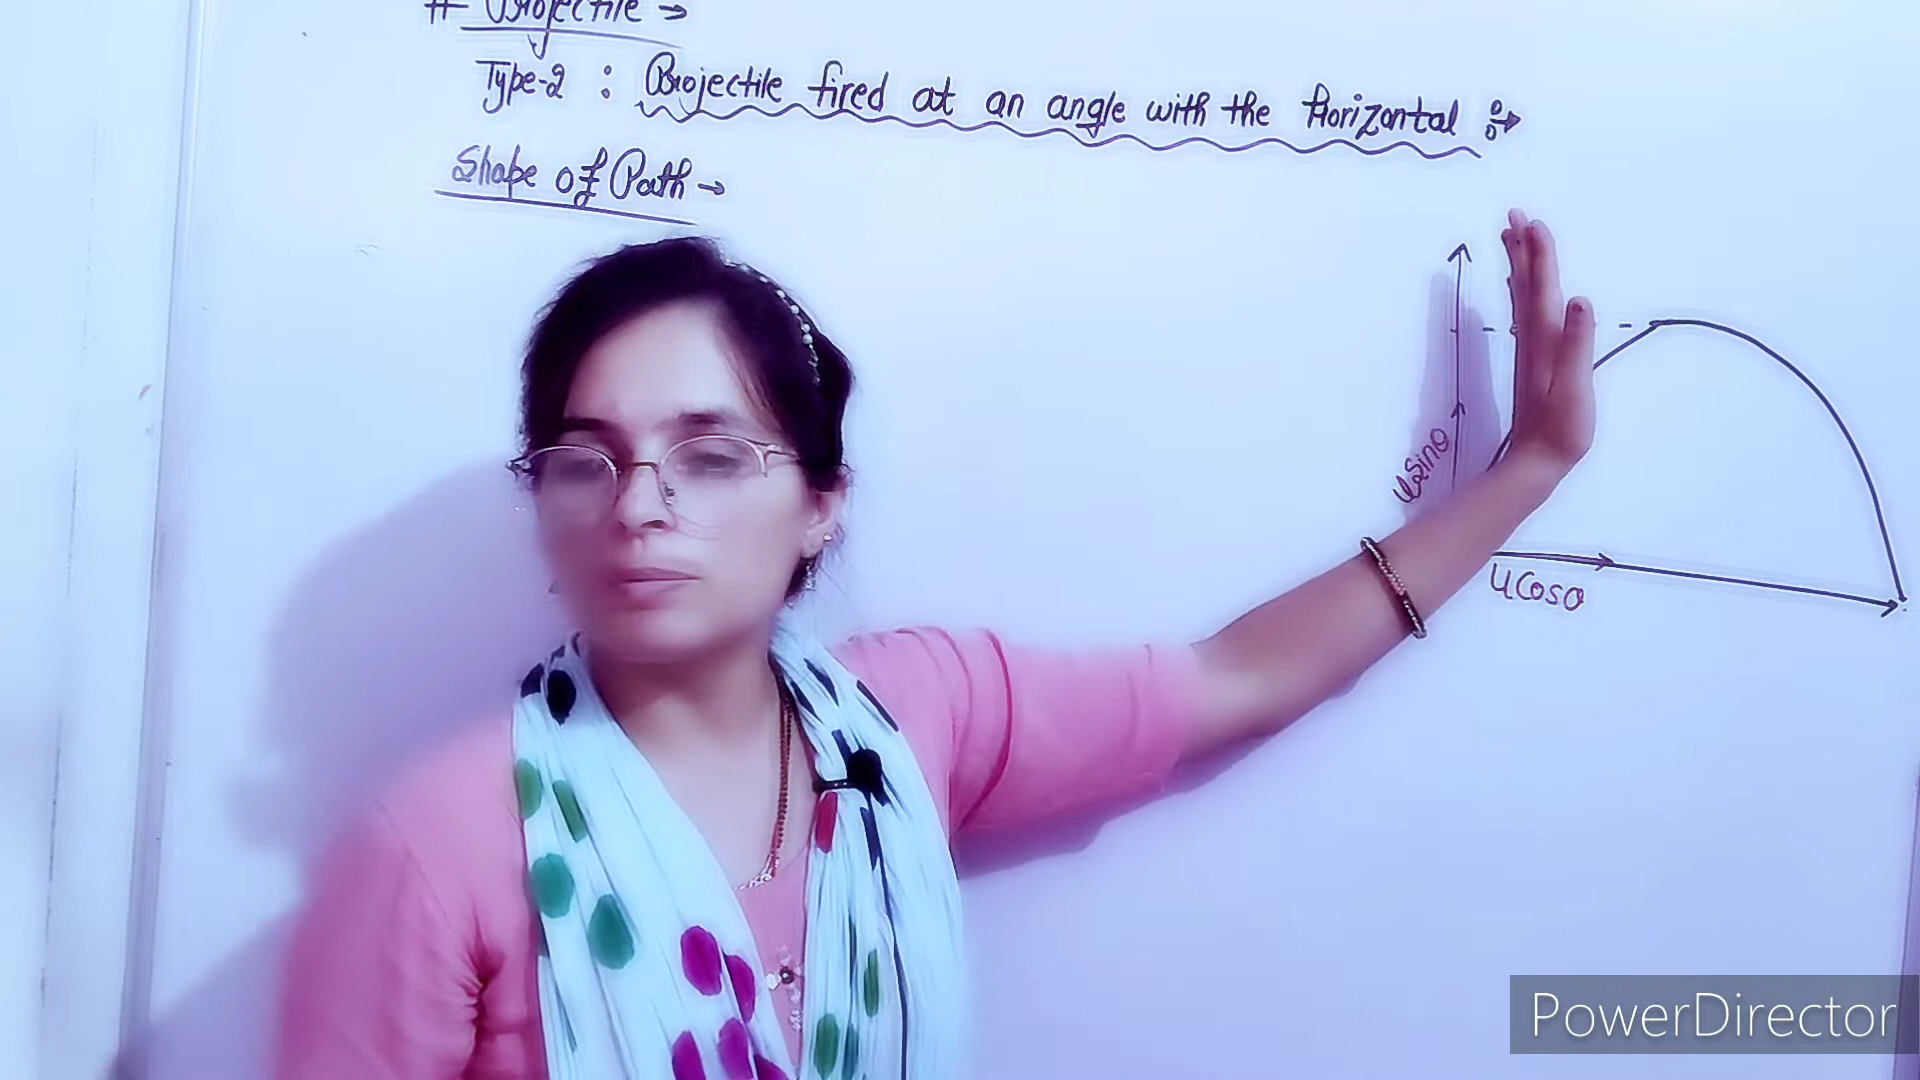 # Projectile →
Type-2 : Projectile fired at an angle with the Horizontal :→
Shape of Path →
uSinθ
uCosθ
PowerDirector